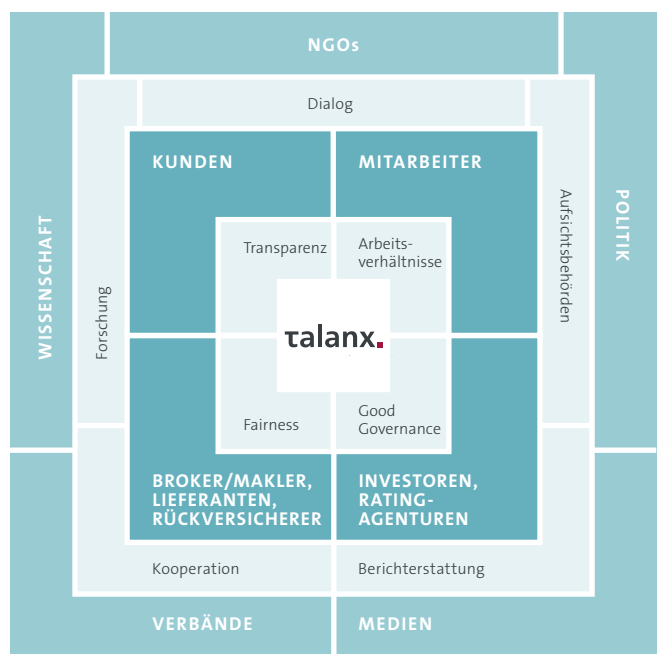 NGOs
Dialog
KUNDEN
MITARBEITER
WISSENSCHAFT
Forschung
Transparenz
Arbeits-
verhältnisse
Aufsichtsbehörden
POLITIK
talanx.
Fairness
Good
Governance
BROKER/MAKLER,
LIEFERANTEN,
RÜCKVERSICHERER
INVESTOREN,
RATING-
AGENTUREN
Kooperation
Berichterstattung
VERBÄNDE
MEDIEN